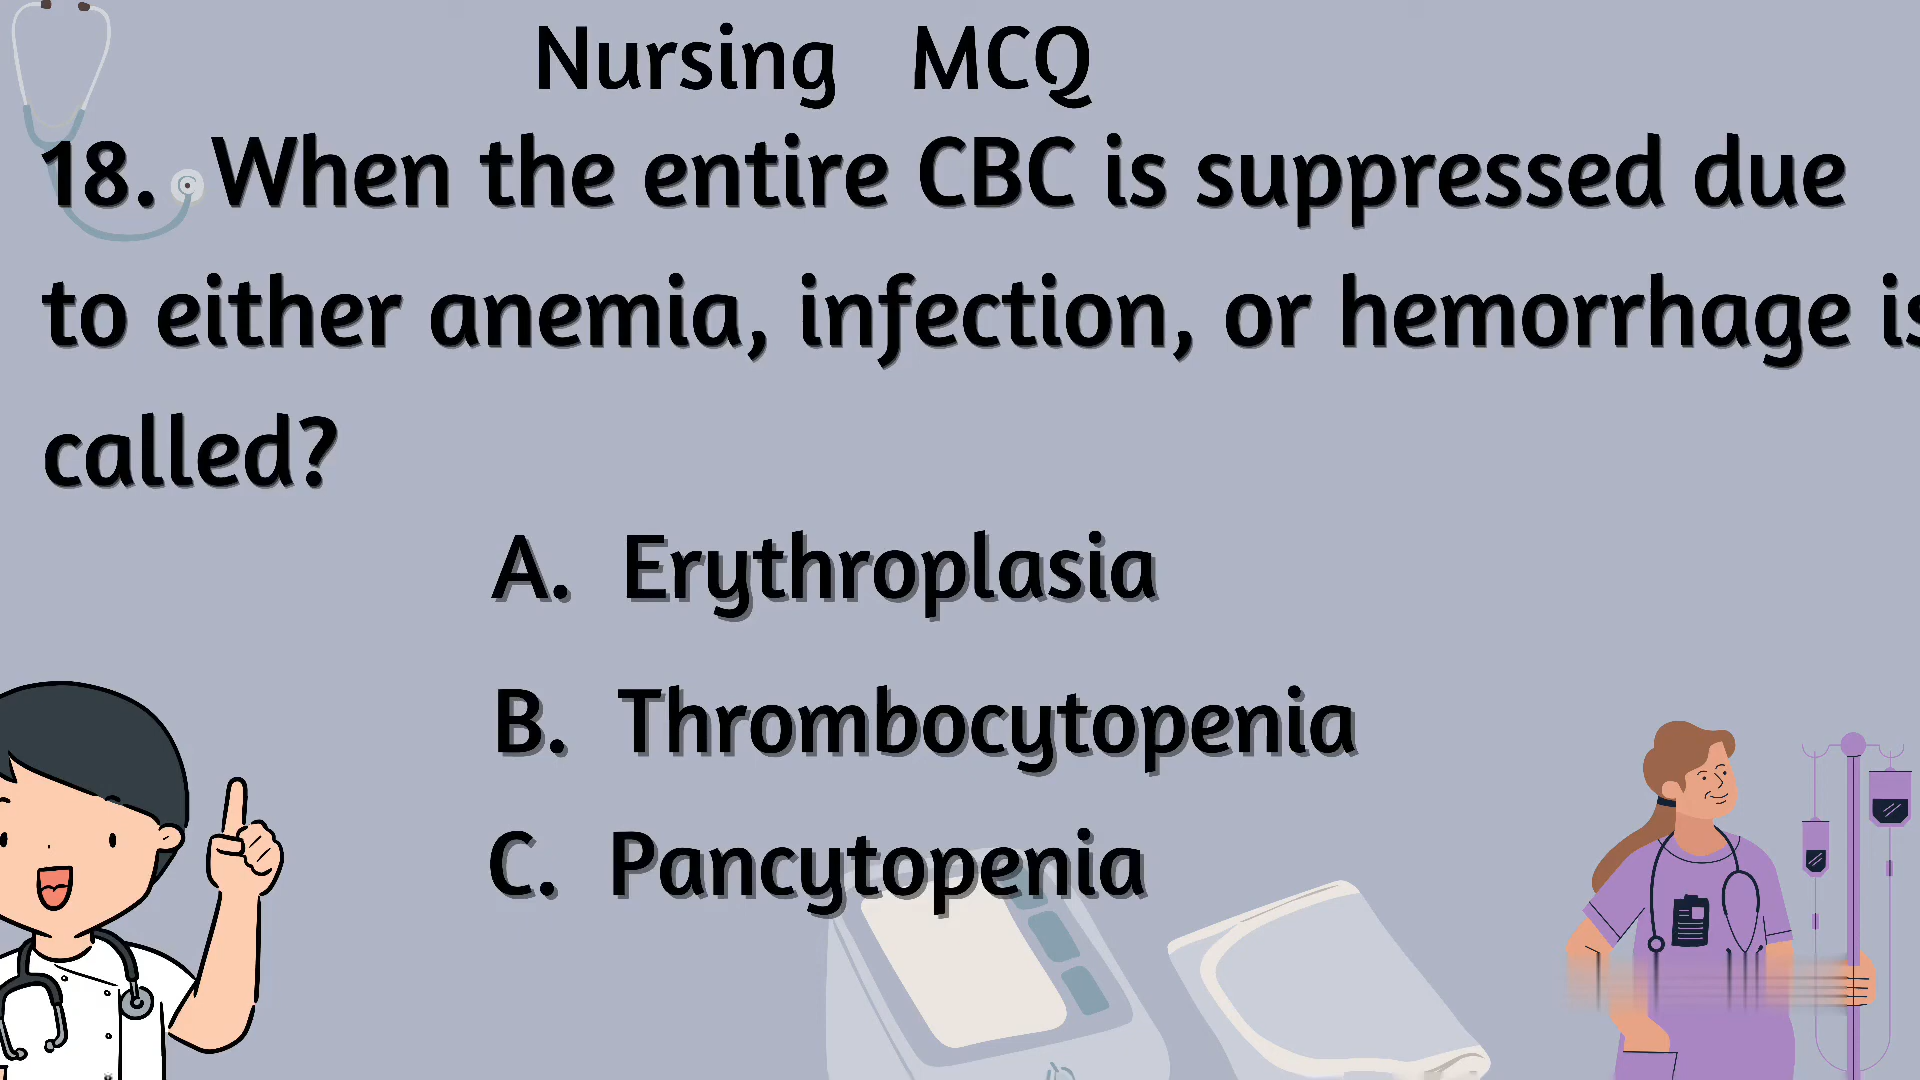 Nursing MCQ
18. When the entire CBC is suppressed due
to either anemia, infection, or hemorrhage is
called?
A. Erythroplasia
B. Thrombocytopenia
C. Pancytopenia